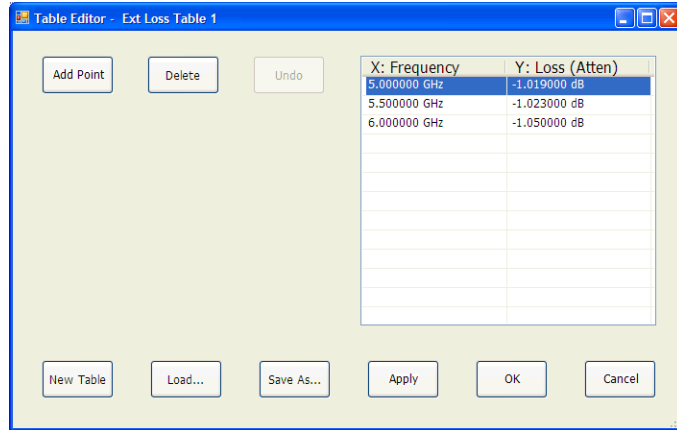 Table Editor - Ext Loss Table 1
Add Point Delete Undo
X: Frequency Y: Loss (Atten)
5.000000 GHz -1.019000 dB
5.500000 GHz -1.023000 dB
6.000000 GHz -1.050000 dB
New Table Load... Save As... Apply OK Cancel